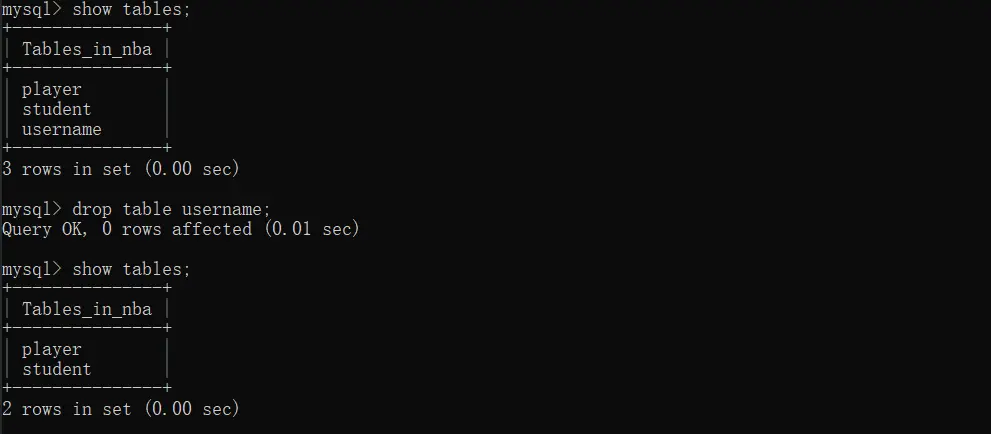 mysql> show tables;
+---------------+
| Tables_in_nba |
+---------------+
| player        |
| student       |
| username      |
+---------------+
3 rows in set (0.00 sec)
mysql> drop table username;
Query OK, 0 rows affected (0.01 sec)
mysql> show tables;
+---------------+
| Tables_in_nba |
+---------------+
| player        |
| student       |
+---------------+
2 rows in set (0.00 sec)